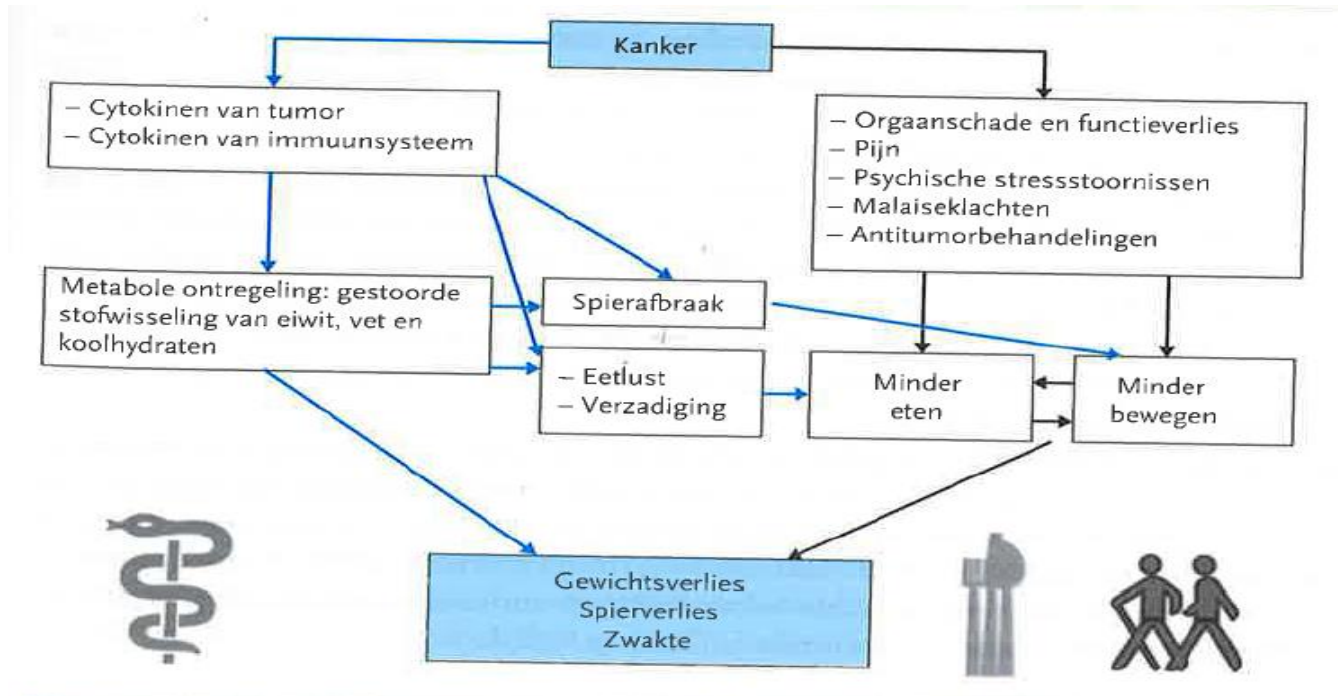 Kanker
– Cytokinen van tumor
– Cytokinen van immuunsysteem
– Orgaanschade en functieverlies
– Pijn
– Psychische stressstoornissen
– Malaiseklachten
– Antitumorbehandelingen
Metabole ontregeling: gestoorde
stofwisseling van eiwit, vet en
koolhydraten
Spierafbraak
– Eetlust
– Verzadiging
Minder
eten
Minder
bewegen
Gewichtsverlies
Spierverlies
Zwakte